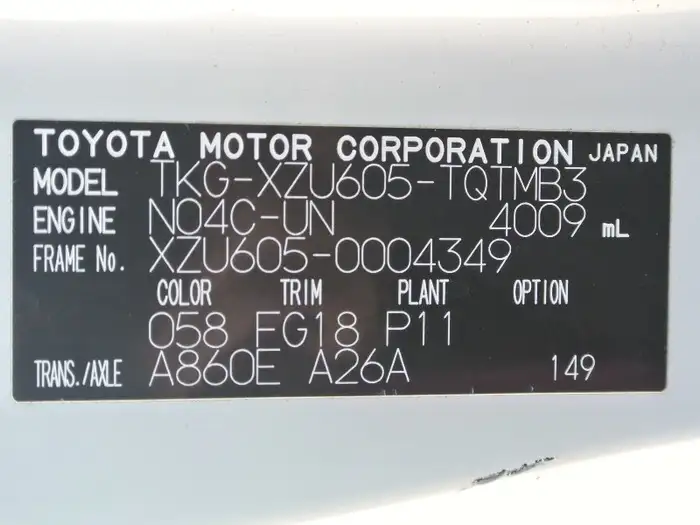 TOYOTA MOTOR CORPORATION JAPAN
MODEL TKG-XZU605-TQTMB3
ENGINE N04C-UN 4009 mL
FRAME No. XZU605-0004349
COLOR TRIM PLANT OPTION
058 FG18 P11
TRANS./AXLE A860E A26A 149